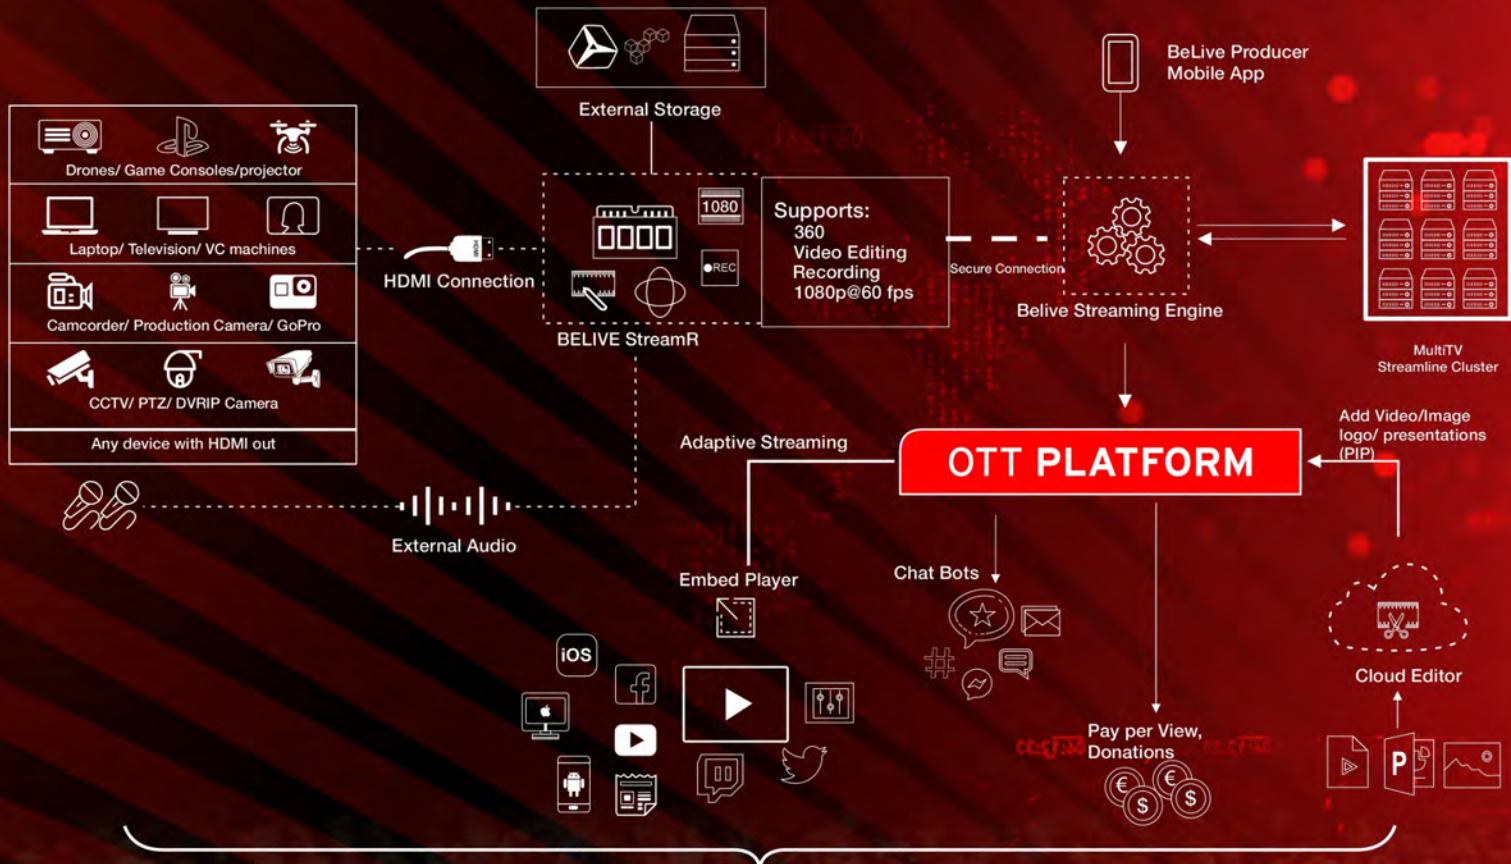 External Storage
BeLive Producer
Mobile App
Drones/ Game Consoles/projector
Laptop/ Television/ VC machines
Camcorder/ Production Camera/ GoPro
CCTV/ PTZ/ DVRIP Camera
Any device with HDMI out
HDMI
HDMI Connection
1080
REC
BELIVE StreamR
Supports:
360
Video Editing
Recording
1080p@60 fps
Secure Connection
Belive Streaming Engine
MultiTV
Streamline Cluster
Adaptive Streaming
OTT PLATFORM
Add Video/Image
logo/ presentations
(PIP)
External Audio
Embed Player
Chat Bots
iOS
Cloud Editor
Pay per View,
Donations
P
€
$
€
$